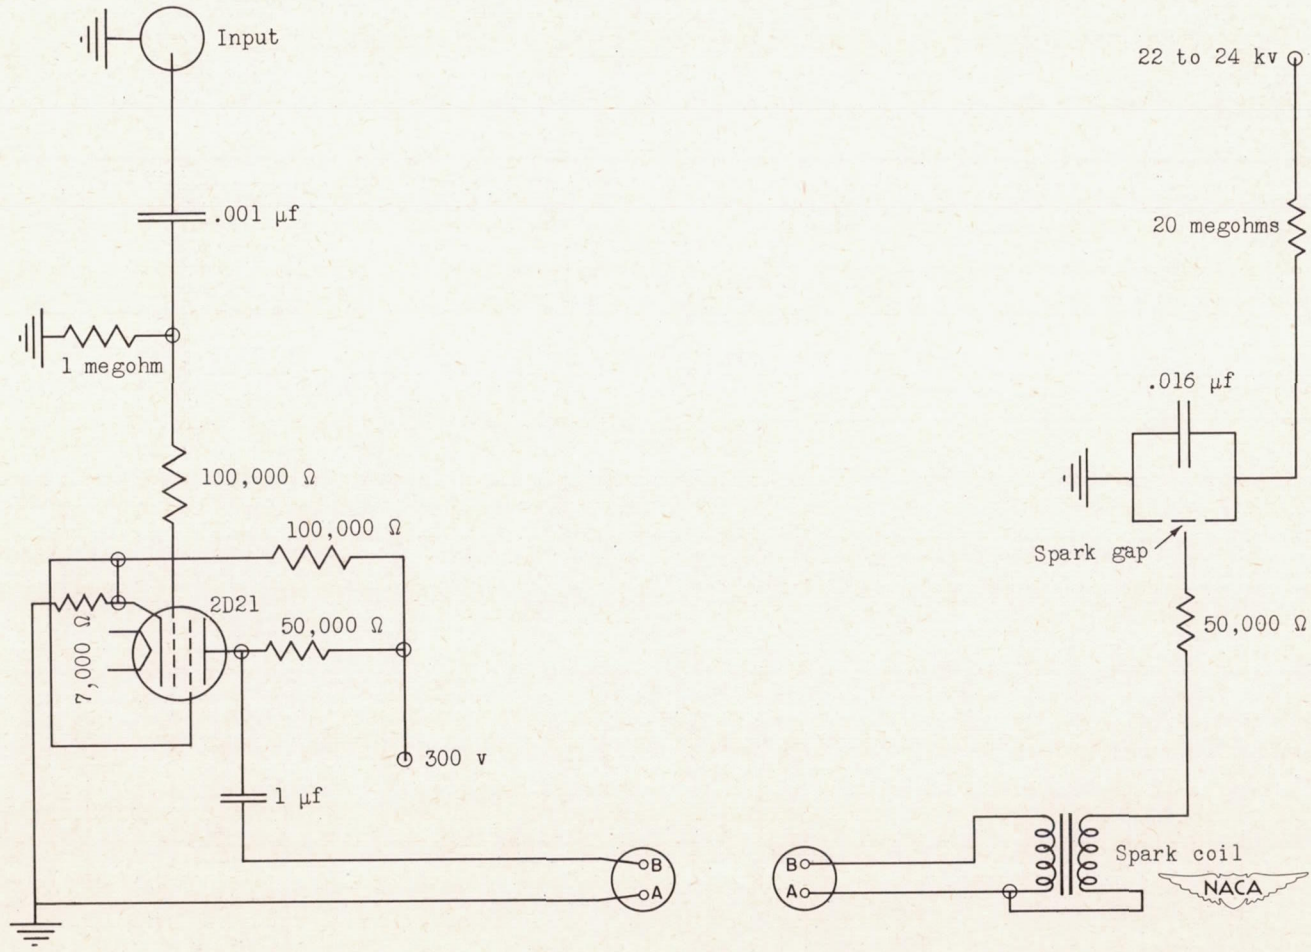 Input
22 to 24 kv
.001 μf
20 megohms
1 megohm
.016 μf
100,000 Ω
100,000 Ω
Spark gap
2D21
50,000 Ω
50,000 Ω
7,000 Ω
300 v
1 μf
B
A
B
A
Spark coil
NACA